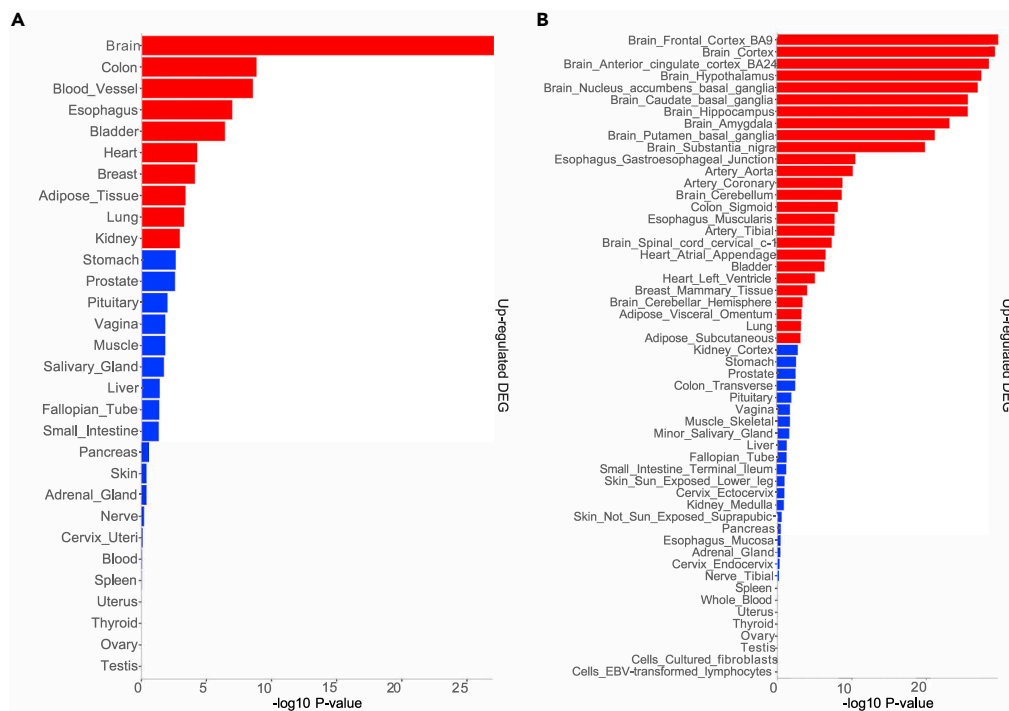 A
Brain
Colon
Blood_Vessel
Esophagus
Bladder
Heart
Breast
Adipose_Tissue
Lung
Kidney
Stomach
Prostate
Pituitary
Vagina
Muscle
Salivary_Gland
Liver
Fallopian_Tube
Small_Intestine
Pancreas
Skin
Adrenal_Gland
Nerve
Cervix_Uteri
Blood
Spleen
Uterus
Thyroid
Ovary
Testis
0 5 10 15 20 25
-log10 P-value
Up-regulated DEG
B
Brain_Frontal_Cortex_BA9
Brain_Cortex
Brain_Anterior_cingulate_cortex_BA24
Brain_Hypothalamus
Brain_Nucleus_accumbens_basal_ganglia
Brain_Caudate_basal_ganglia
Brain_Hippocampus
Brain_Amygdala
Brain_Putamen_basal_ganglia
Brain_Substantia_nigra
Esophagus_Gastroesophageal_Junction
Artery_Aorta
Artery_Coronary
Brain_Cerebellum
Colon_Sigmoid
Esophagus_Muscularis
Artery_Tibial
Brain_Spinal_cord_cervical_c-1
Heart_Atrial_Appendage
Bladder
Heart_Left_Ventricle
Breast_Mammary_Tissue
Brain_Cerebellar_Hemisphere
Adipose_Visceral_Omentum
Lung
Adipose_Subcutaneous
Kidney_Cortex
Stomach
Prostate
Colon_Transverse
Pituitary
Vagina
Muscle_Skeletal
Minor_Salivary_Gland
Liver
Fallopian_Tube
Small_Intestine_Terminal_Ileum
Skin_Sun_Exposed_Lower_leg
Cervix_Ectocervix
Kidney_Medulla
Skin_Not_Sun_Exposed_Suprapubic
Pancreas
Esophagus_Mucosa
Adrenal_Gland
Cervix_Endocervix
Nerve_Tibial
Spleen
Whole_Blood
Uterus
Thyroid
Ovary
Testis
Cells_Cultured_fibroblasts
Cells_EBV-transformed_lymphocytes
0 10 20
-log10 P-value
Up-regulated DEG